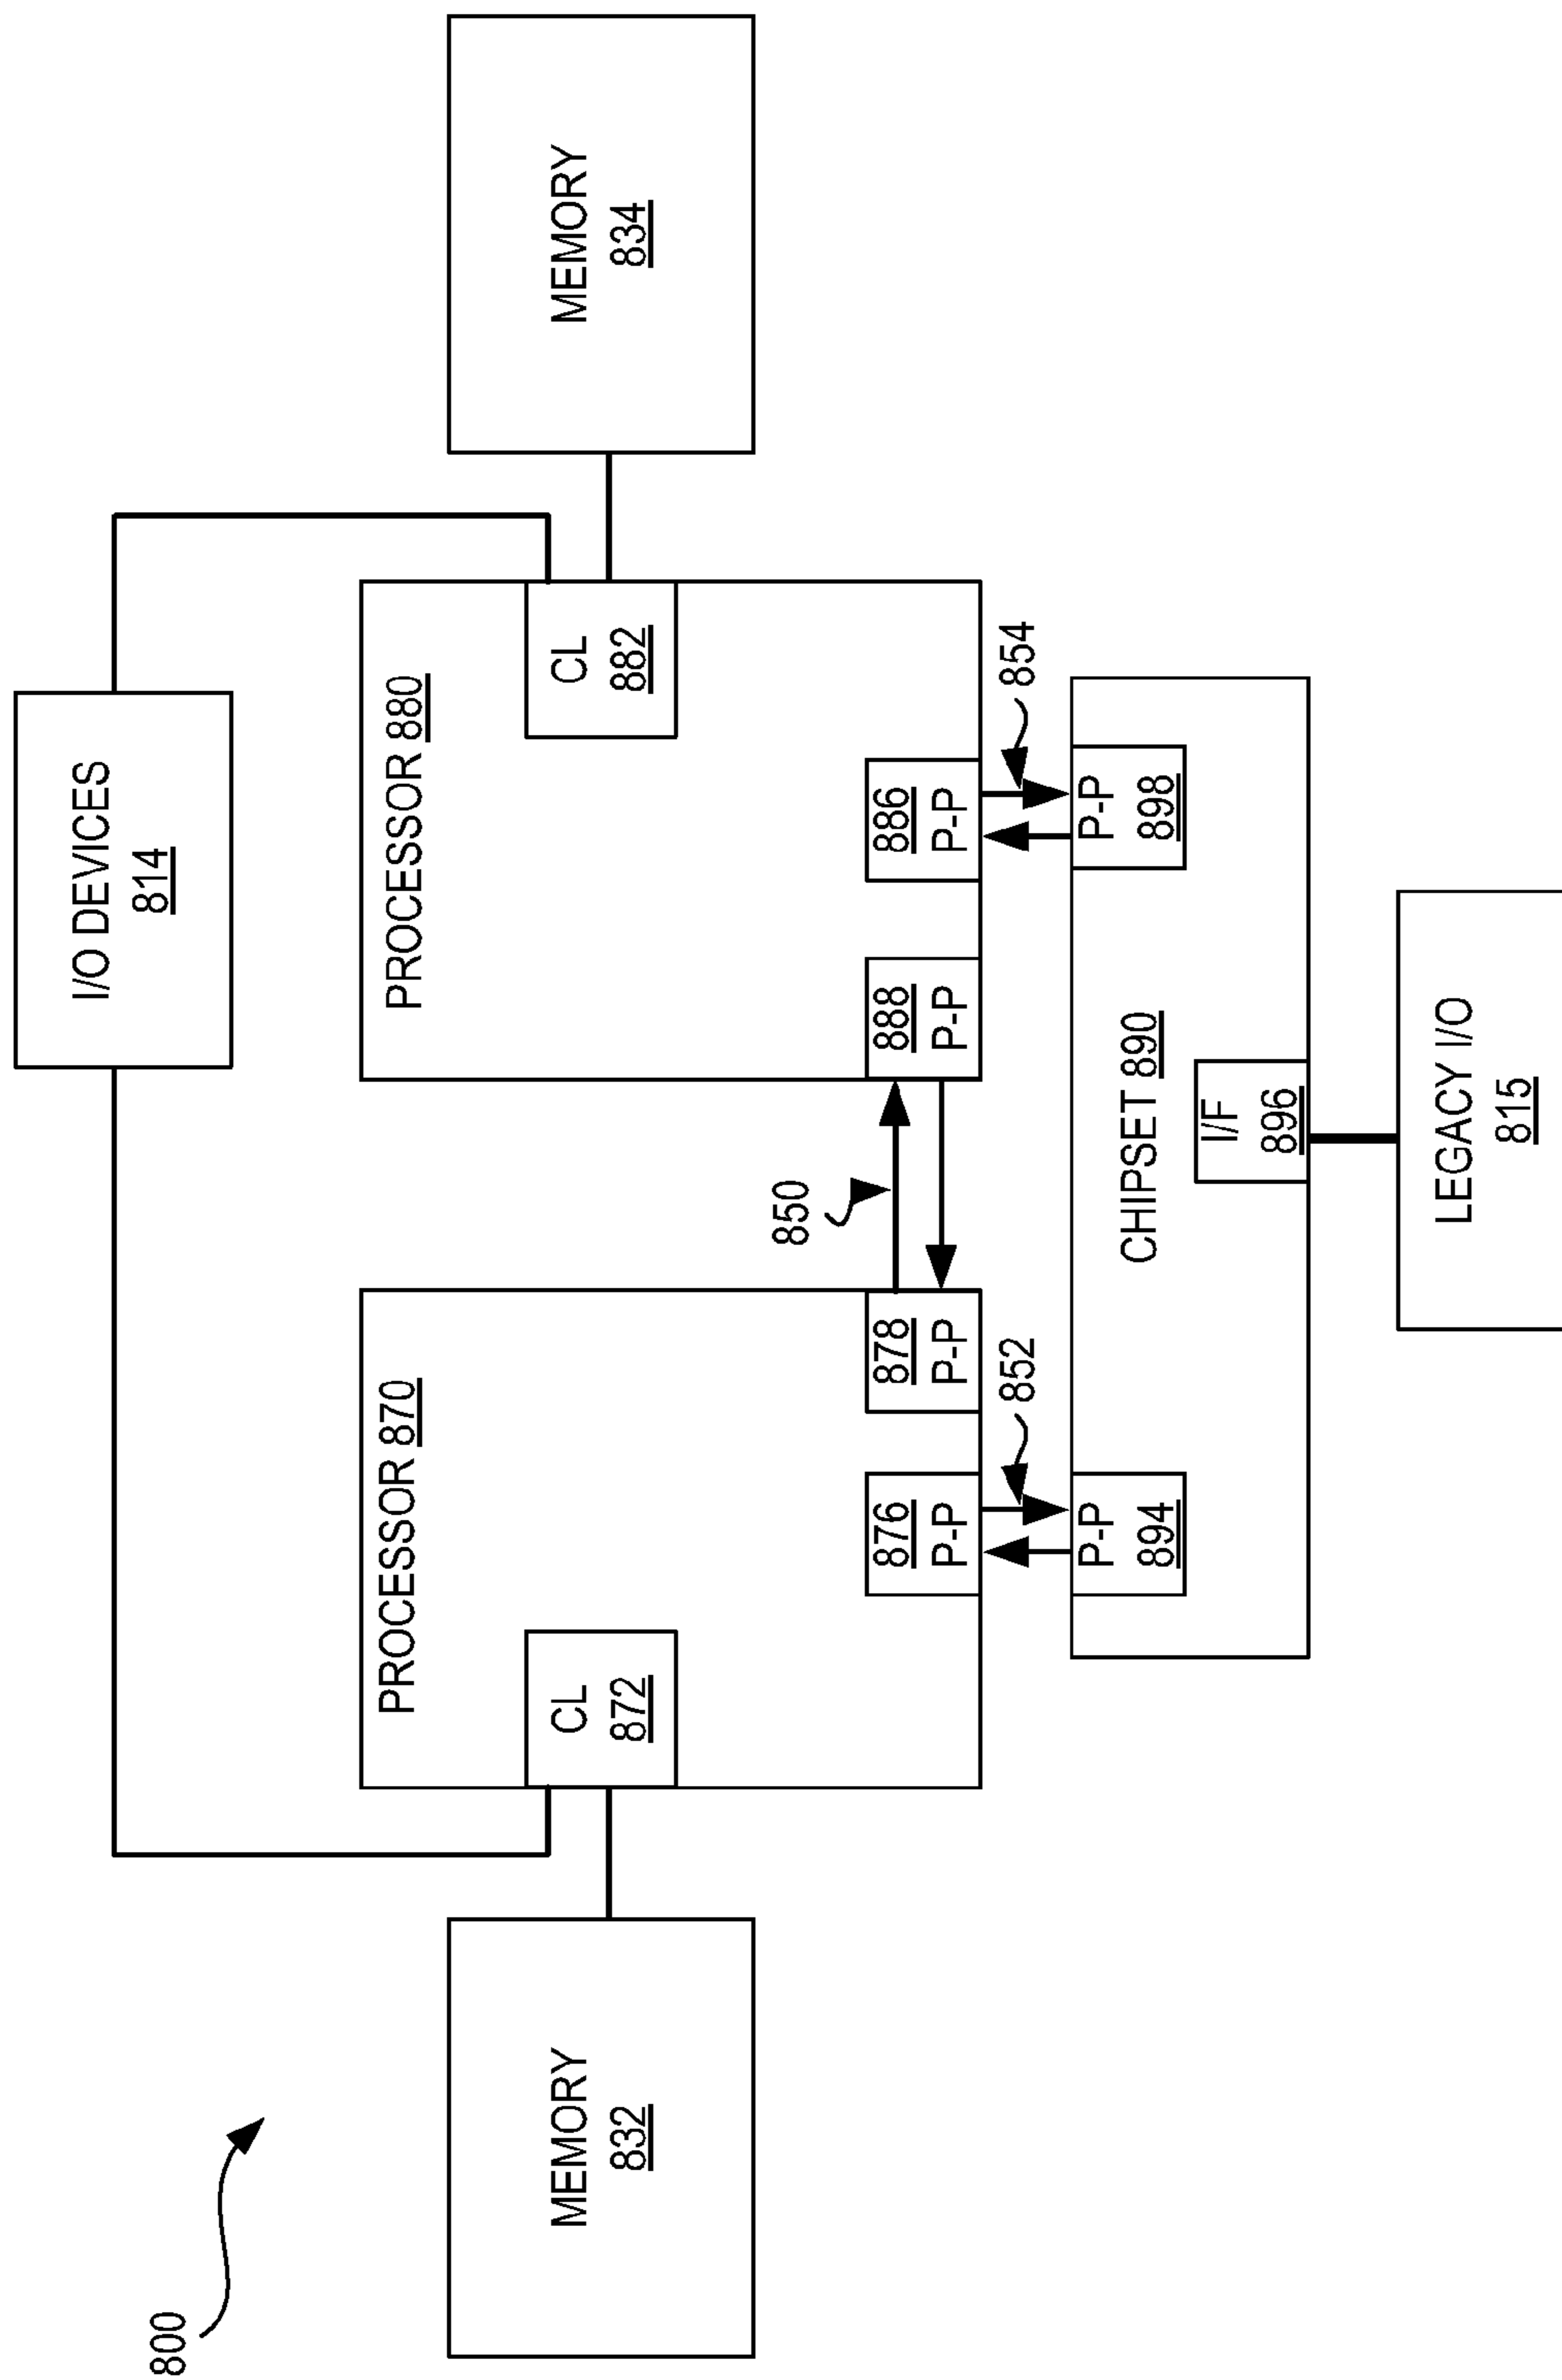 800
I/O DEVICES
814
MEMORY
832
PROCESSOR 870
CL
872
876
P-P
878
P-P
850
PROCESSOR 880
CL
882
888
P-P
886
P-P
MEMORY
834
852
854
P-P
894
CHIPSET 890
P-P
898
I/F
896
LEGACY I/O
815